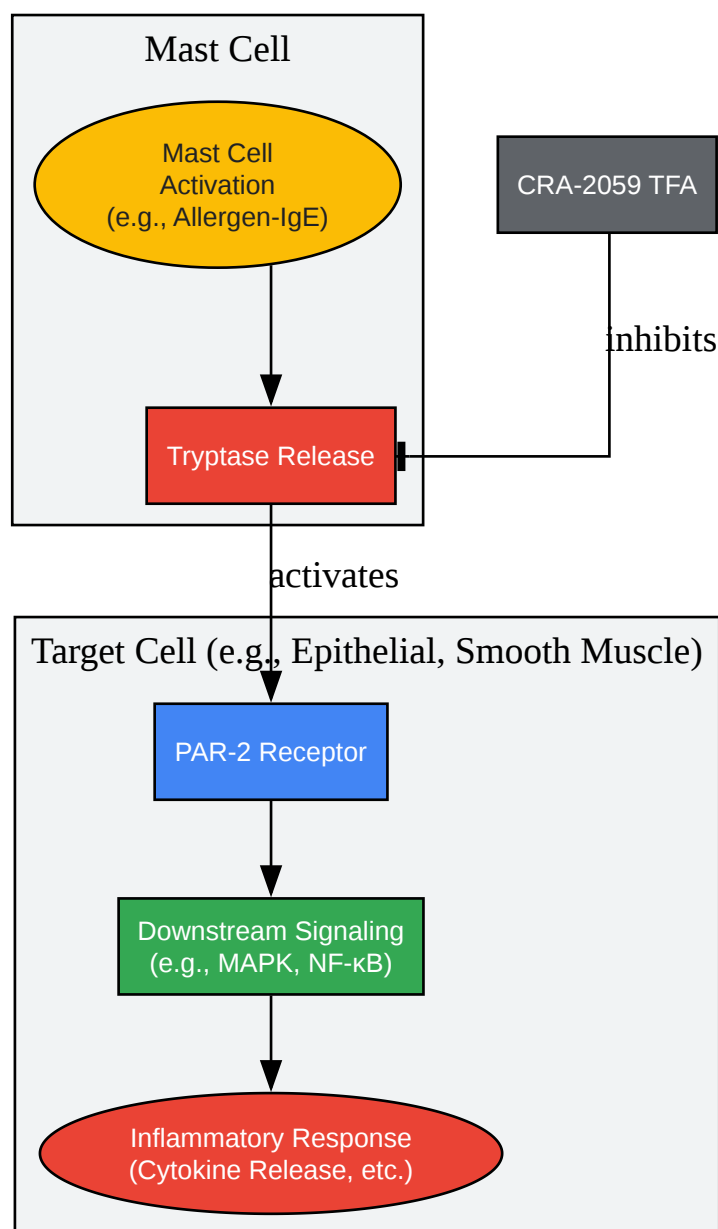 Mast Cell
Mast Cell
Activation
(e.g., Allergen-IgE)
CRA-2059 TFA
inhibits
Tryptase Release
activates
Target Cell (e.g., Epithelial, Smooth Muscle)
PAR-2 Receptor
Downstream Signaling
(e.g., MAPK, NF-κB)
Inflammatory Response
(Cytokine Release, etc.)